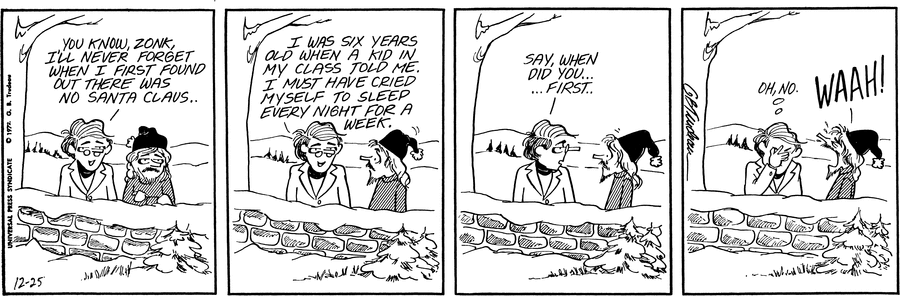 YOU KNOW, ZONK,
I'LL NEVER FORGET
WHEN I FIRST FOUND
OUT THERE WAS
NO SANTA CLAUS..
UNIVERSAL PRESS SYNDICATE © 1972 G. B. Trudeau
12-25
I WAS SIX YEARS
OLD WHEN A KID IN
MY CLASS TOLD ME.
I MUST HAVE CRIED
MYSELF TO SLEEP
EVERY NIGHT FOR A
WEEK.
SAY, WHEN
DID YOU...
...FIRST..
GBTrudeau
OH, NO.
WAAH!